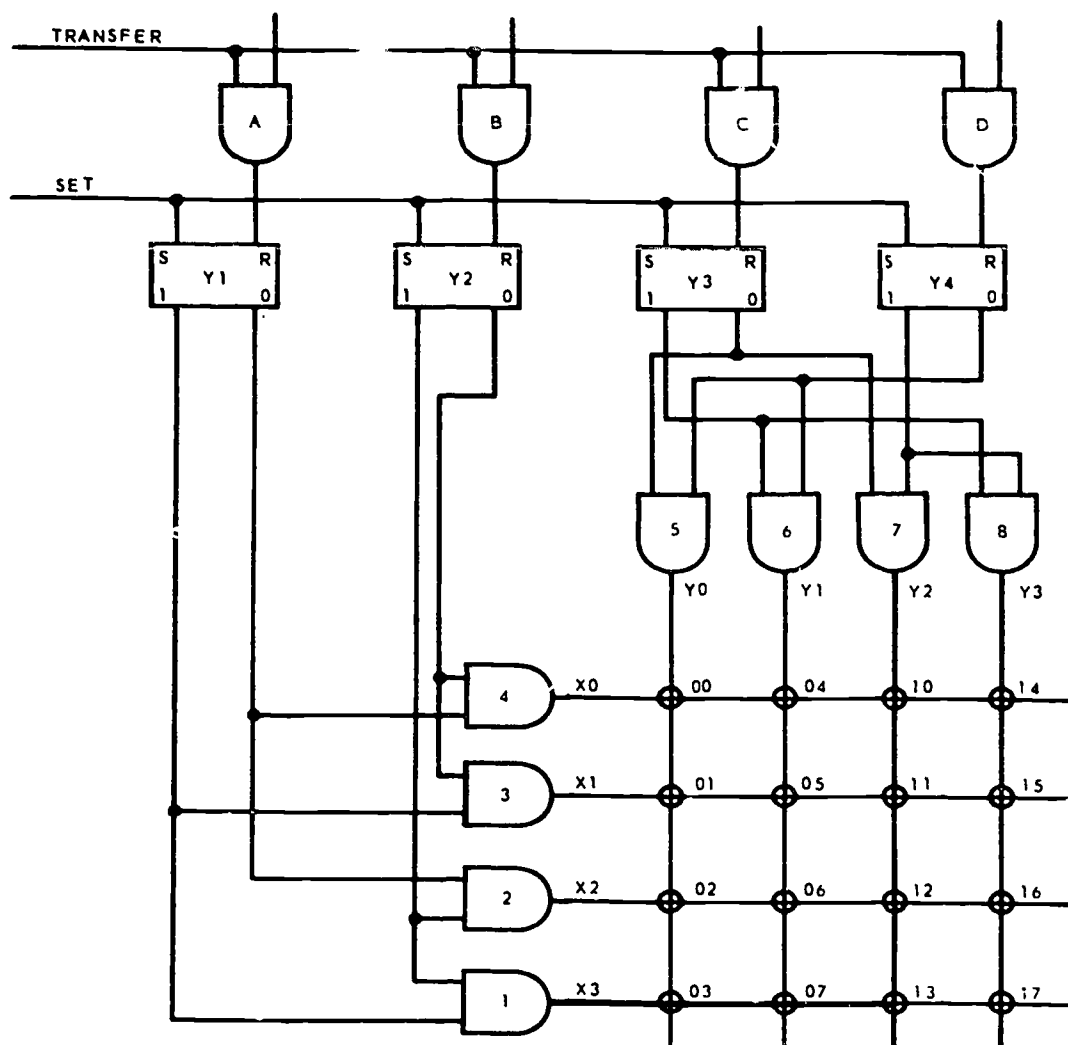 TRANSFER
A B C D
SET
S R S R S R S R
Y1 Y2 Y3 Y4
1 0 1 0 1 0 1 0
5 6 7 8
Y0 Y1 Y2 Y3
4 X0 00 04 10 14
3 X1 01 05 11 15
2 X2 02 06 12 16
1 X3 03 07 13 17